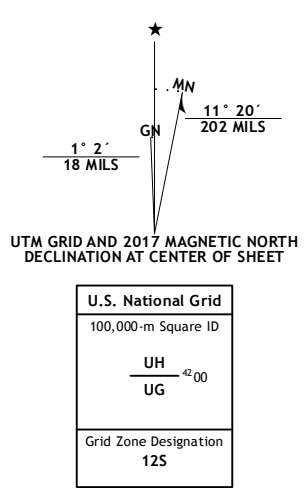 ★
MN
11° 20´
202 MILS
GN
1° 2´
18 MILS
UTM GRID AND 2017 MAGNETIC NORTH
DECLINATION AT CENTER OF SHEET
U.S. National Grid
100,000-m Square ID
UH
⁴²00
UG
Grid Zone Designation
12S